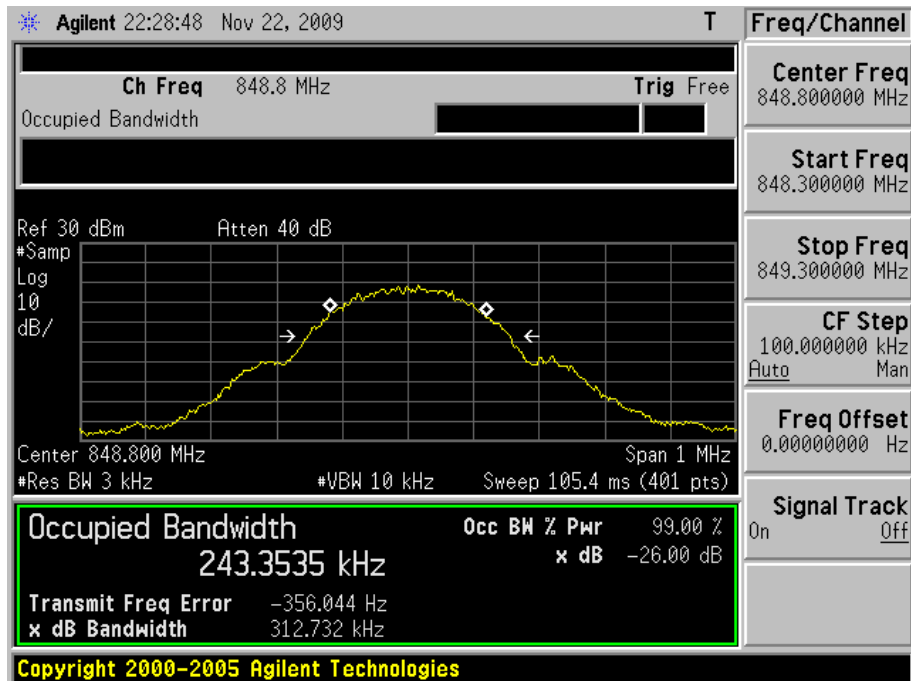 Agilent 22:28:48 Nov 22, 2009 T
Freq/Channel
Ch Freq 848.8 MHz Trig Free
Occupied Bandwidth
Center Freq
848.800000 MHz
Start Freq
848.300000 MHz
Stop Freq
849.300000 MHz
CF Step
100.000000 kHz
Auto Man
Freq Offset
0.00000000 Hz
Signal Track
On Off
Ref 30 dBm Atten 40 dB
#Samp
Log
10
dB/
Center 848.800 MHz Span 1 MHz
#Res BW 3 kHz #VBW 10 kHz Sweep 105.4 ms (401 pts)
Occupied Bandwidth Occ BW % Pwr 99.00 %
243.3535 kHz x dB -26.00 dB
Transmit Freq Error -356.044 Hz
x dB Bandwidth 312.732 kHz
Copyright 2000-2005 Agilent Technologies